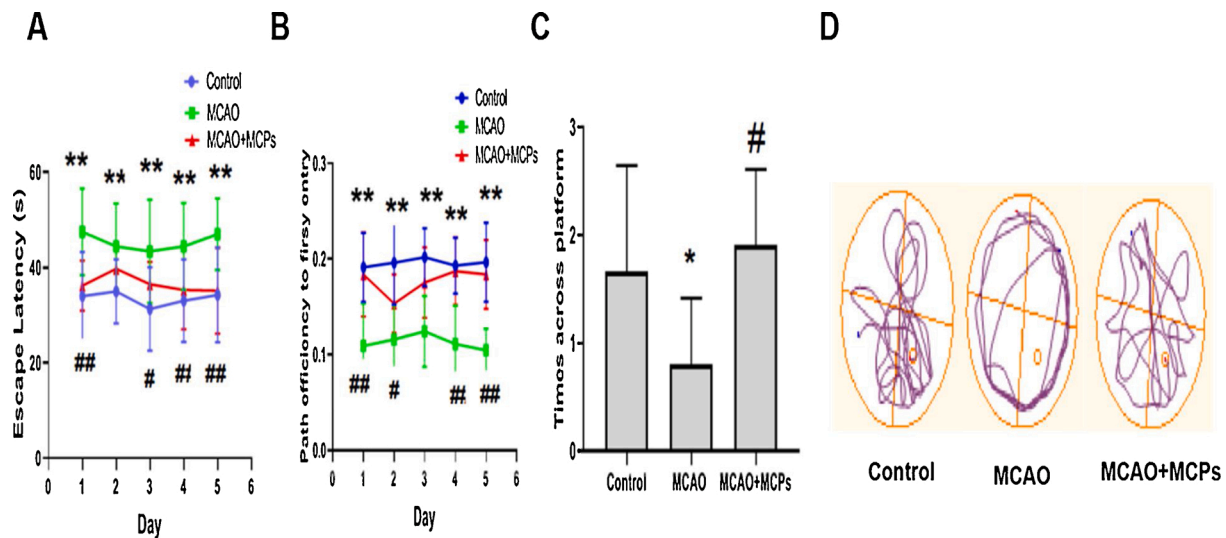 A
B
C
D
Control
MCAO
MCAO+MCPs
Escape Latency (s)
60
40
20
0
** ** ** ** **
## # ## ##
0 1 2 3 4 5 6
Day
Control
MCAO
MCAO+MCPs
Path officiency to firsy entry
0.3
0.2
0.1
0.0
** ** ** ** **
## # ## ##
0 1 2 3 4 5 6
Day
Timos across platform
3
2
1
0
*
#
Control MCAO MCAO+MCPs
Control MCAO MCAO+MCPs